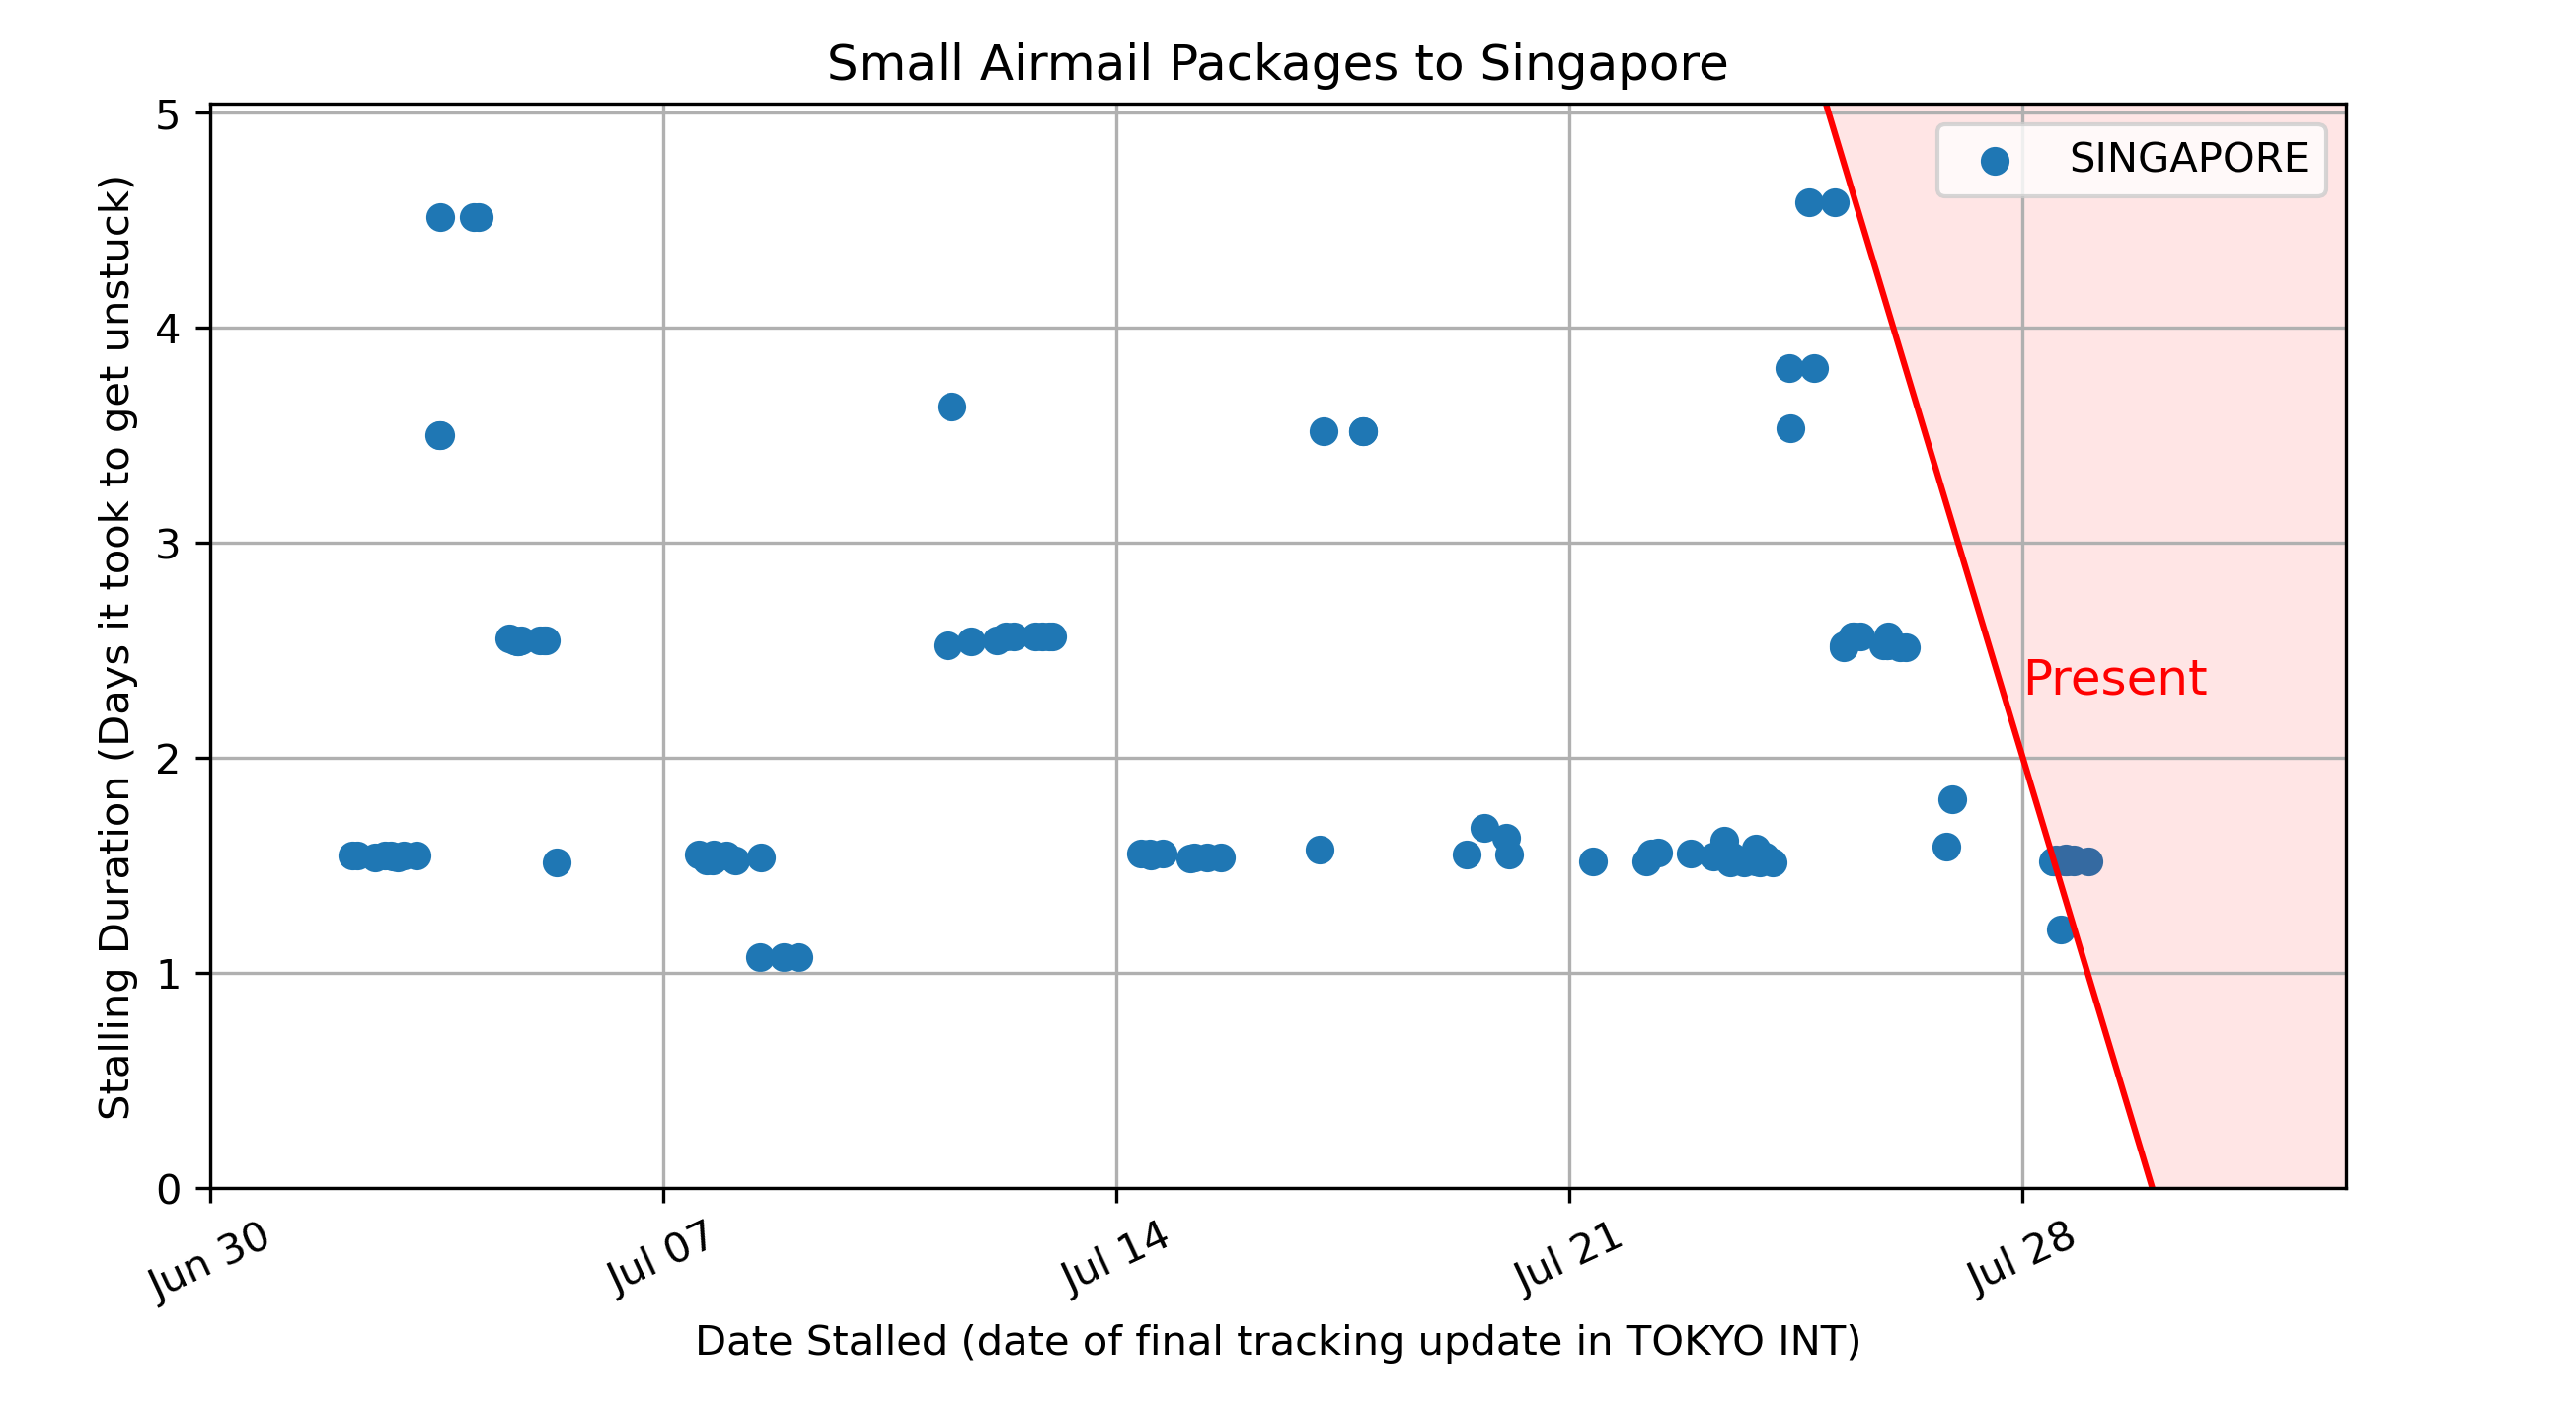 Small Airmail Packages to Singapore
SINGAPORE
Stalling Duration (Days it took to get unstuck)
5
4
3
2
1
0
Present
Jun 30
Jul 07
Jul 14
Jul 21
Jul 28
Date Stalled (date of final tracking update in TOKYO INT)